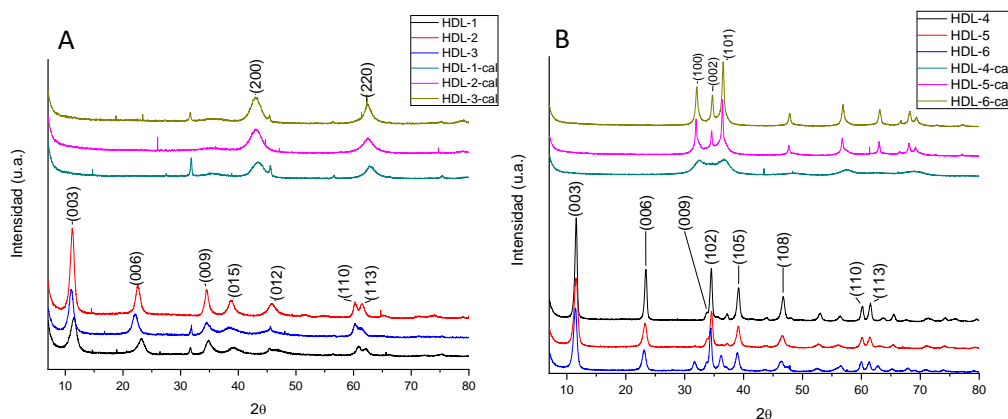 A
HDL-1
HDL-2
HDL-3
HDL-1-cal
HDL-2-cal
HDL-3-cal
(200)
(220)
(003)
(006)
(009)
(015)
(012)
(110)
(113)
Intensidad (u.a.)
10 20 30 40 50 60 70 80
2θ
B
HDL-4
HDL-5
HDL-6
HDL-4-ca
HDL-5-ca
HDL-6-ca
(100)
(002)
(101)
(003)
(006)
(009)
(102)
(105)
(108)
(110)
(113)
Intensidad (u.a.)
10 20 30 40 50 60 70 80
2θ